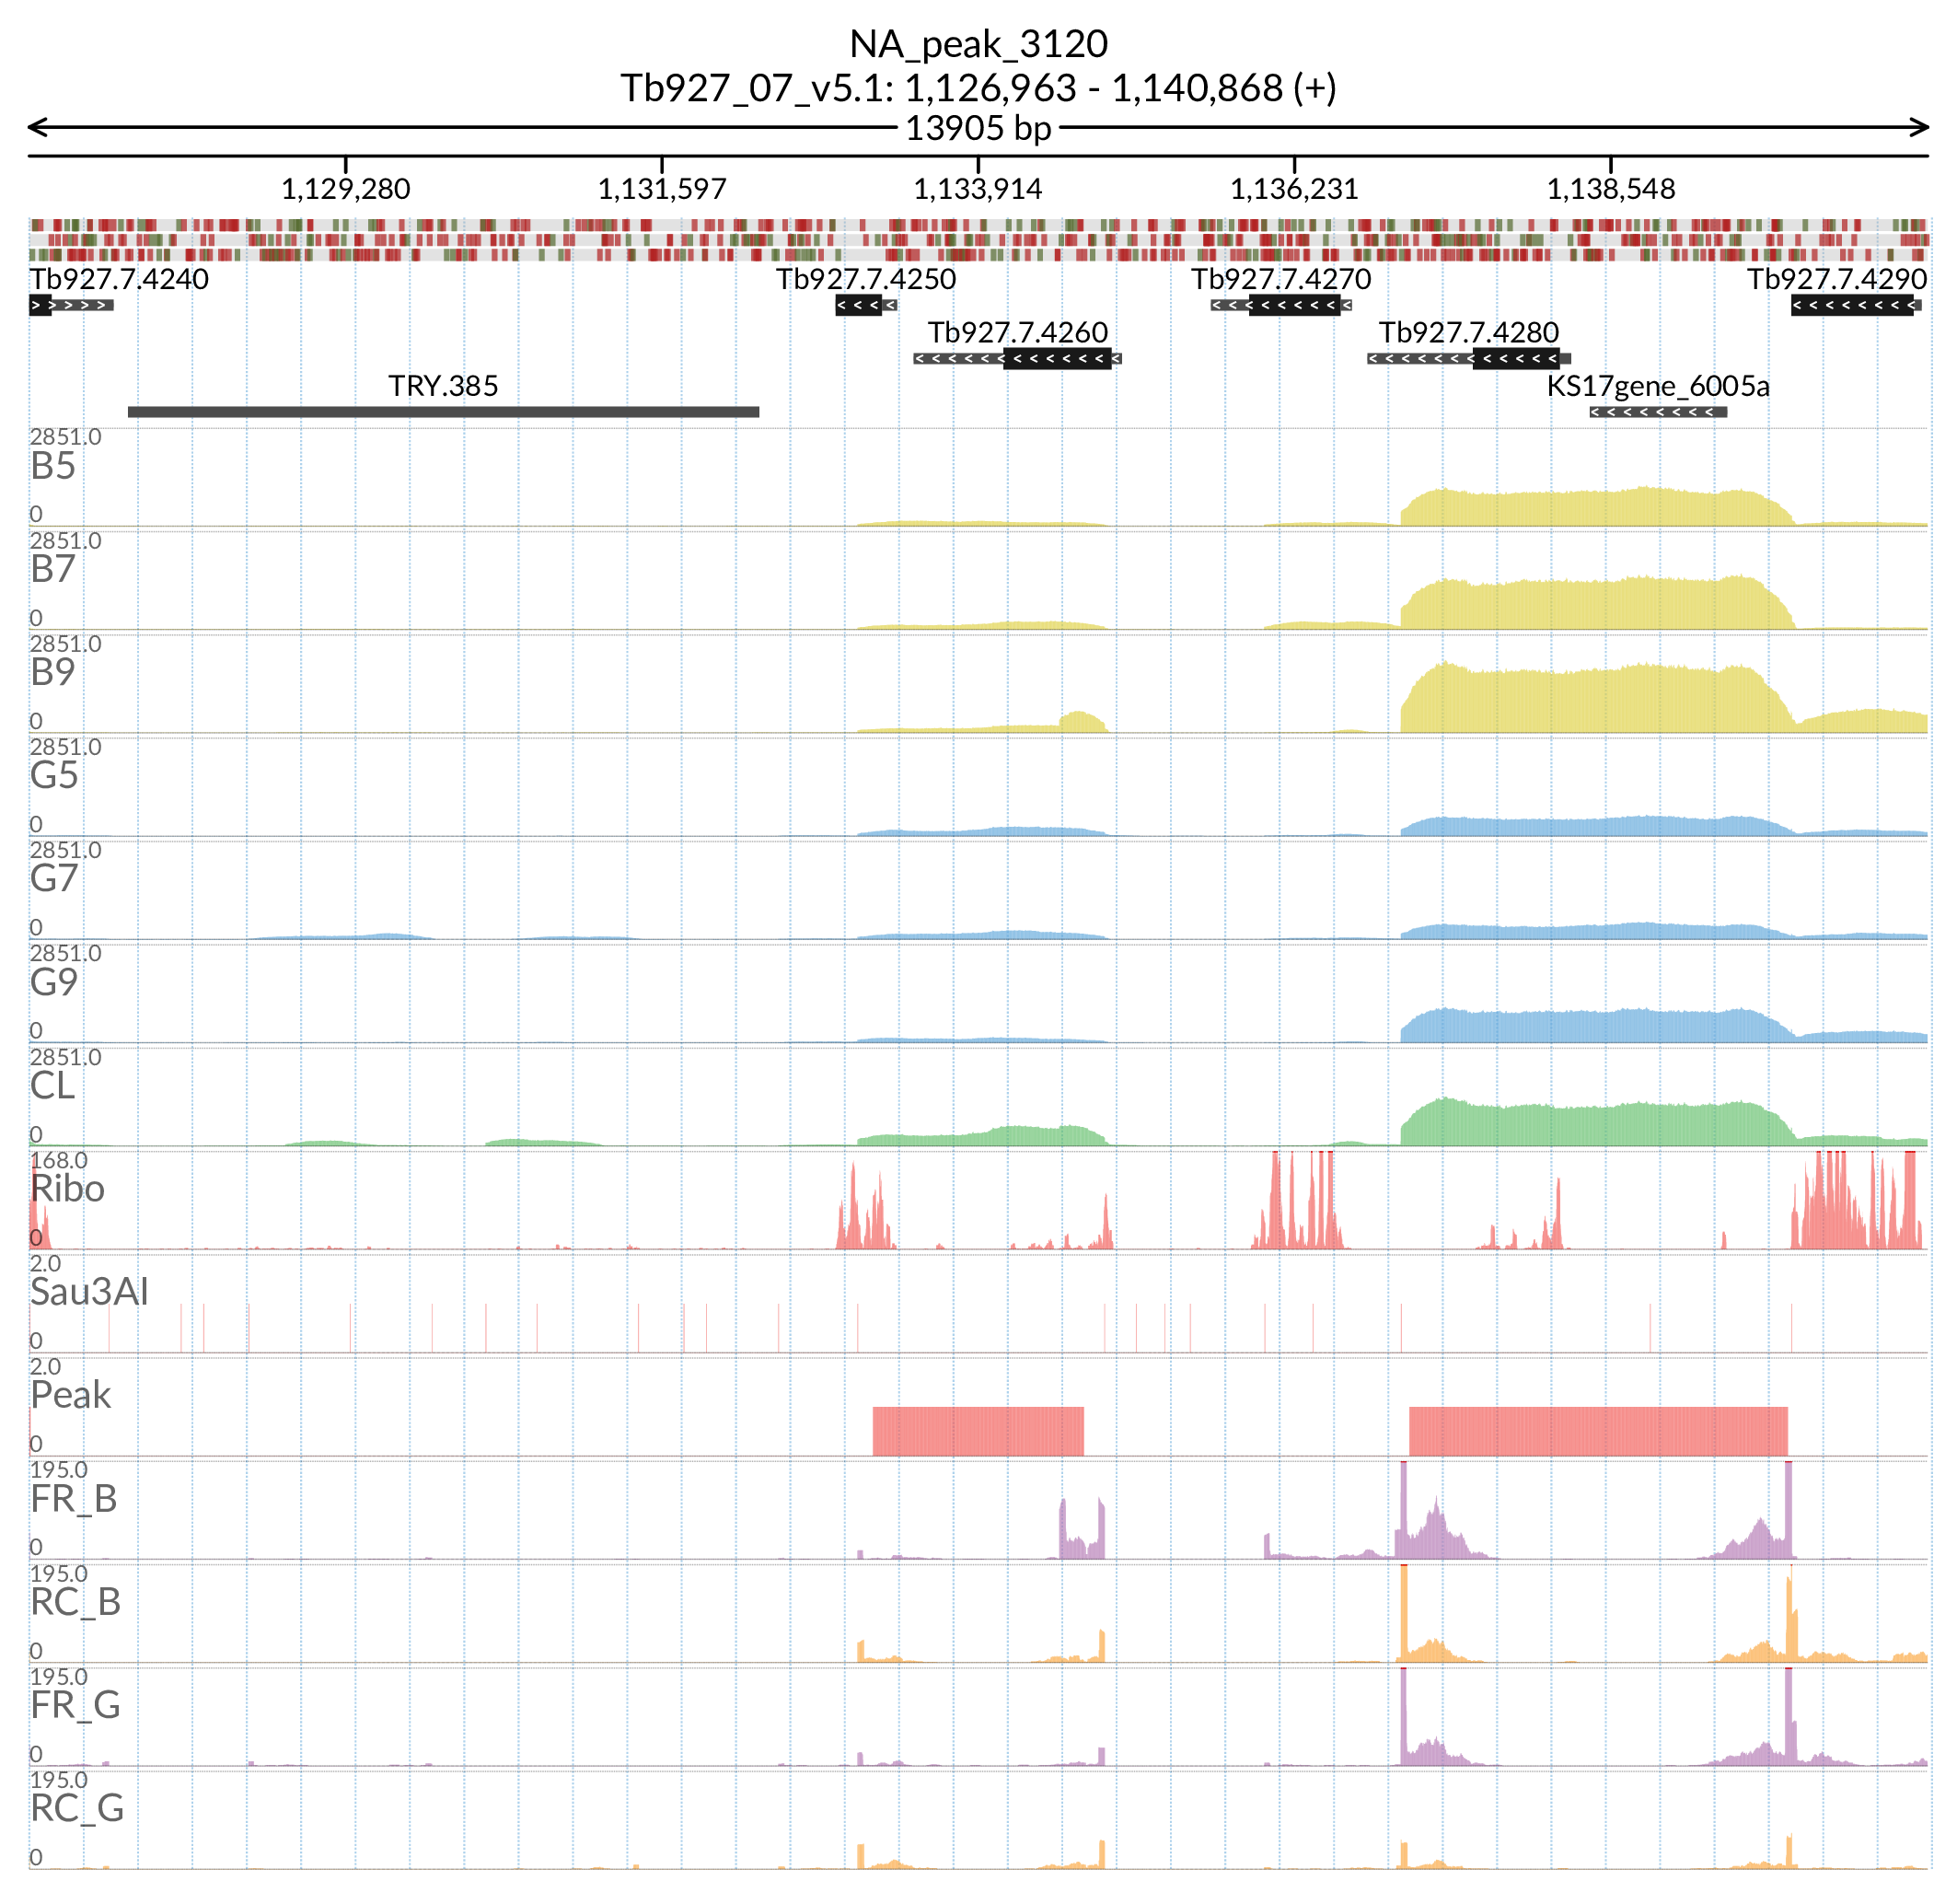 NA_peak_3120
Tb927_07_v5.1: 1,126,963 - 1,140,868 (+)
13905 bp
1,129,280 1,131,597 1,133,914 1,136,231 1,138,548
Tb927.7.4240 Tb927.7.4250 Tb927.7.4270 Tb927.7.4290
Tb927.7.4260 Tb927.7.4280
TRY.385 KS17gene_6005a
2851.0
B5
0
2851.0
B7
0
2851.0
B9
0
2851.0
G5
0
2851.0
G7
0
2851.0
G9
0
2851.0
CL
0
168.0
Ribo
0
2.0
Sau3AI
0
2.0
Peak
0
195.0
FR_B
0
195.0
RC_B
0
195.0
FR_G
0
195.0
RC_G
0